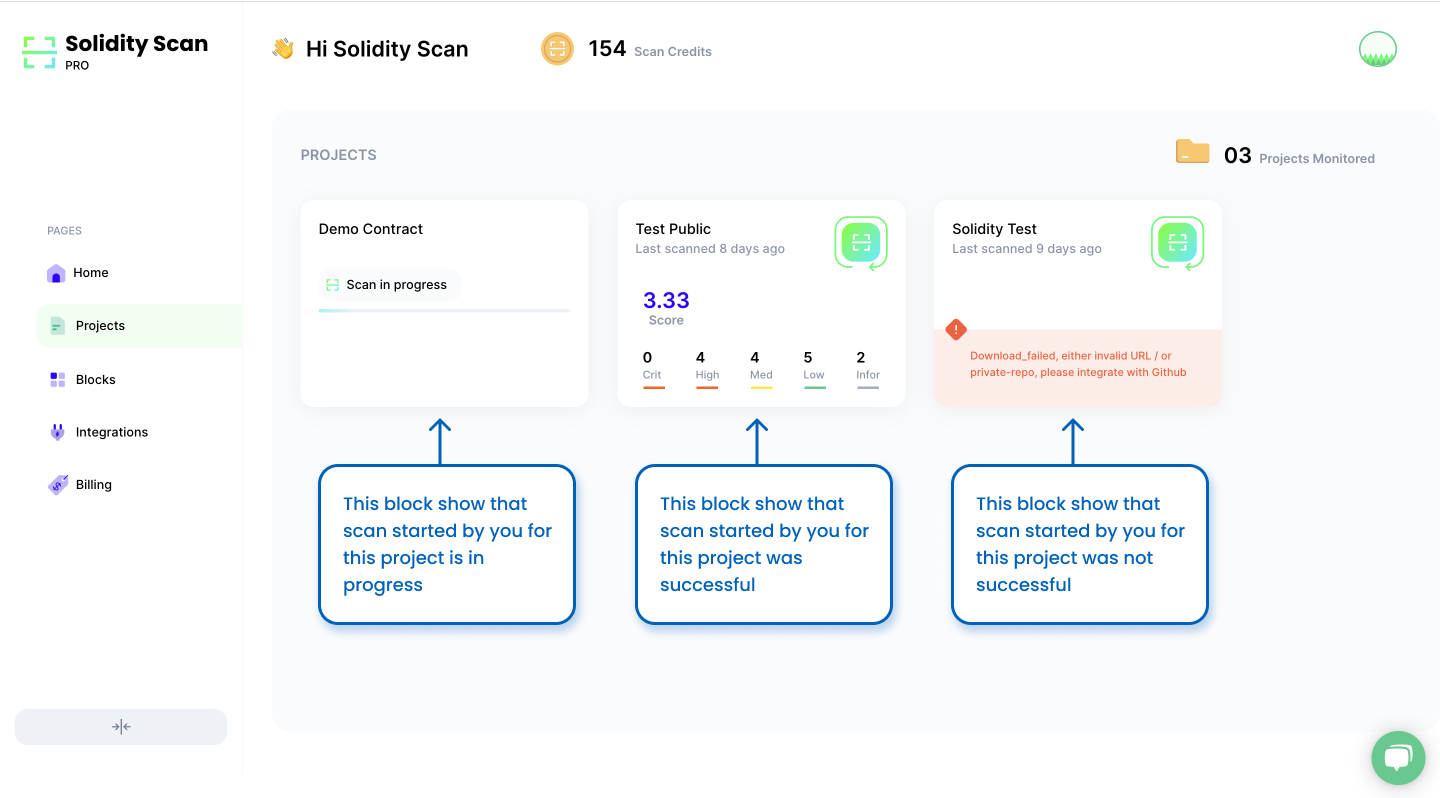 Solidity Scan
PRO
Hi Solidity Scan
154 Scan Credits
PROJECTS
03 Projects Monitored
PAGES
Home
Projects
Blocks
Integrations
Billing
Demo Contract
Scan in progress
Test Public
Last scanned 8 days ago
3.33
Score
0 4 4 5 2
Crit High Med Low Infor
Solidity Test
Last scanned 9 days ago
Download_failed, either invalid URL / or
private-repo, please integrate with Github
This block show that
scan started by you for
this project is in
progress
This block show that
scan started by you for
this project was
successful
This block show that
scan started by you for
this project was not
successful